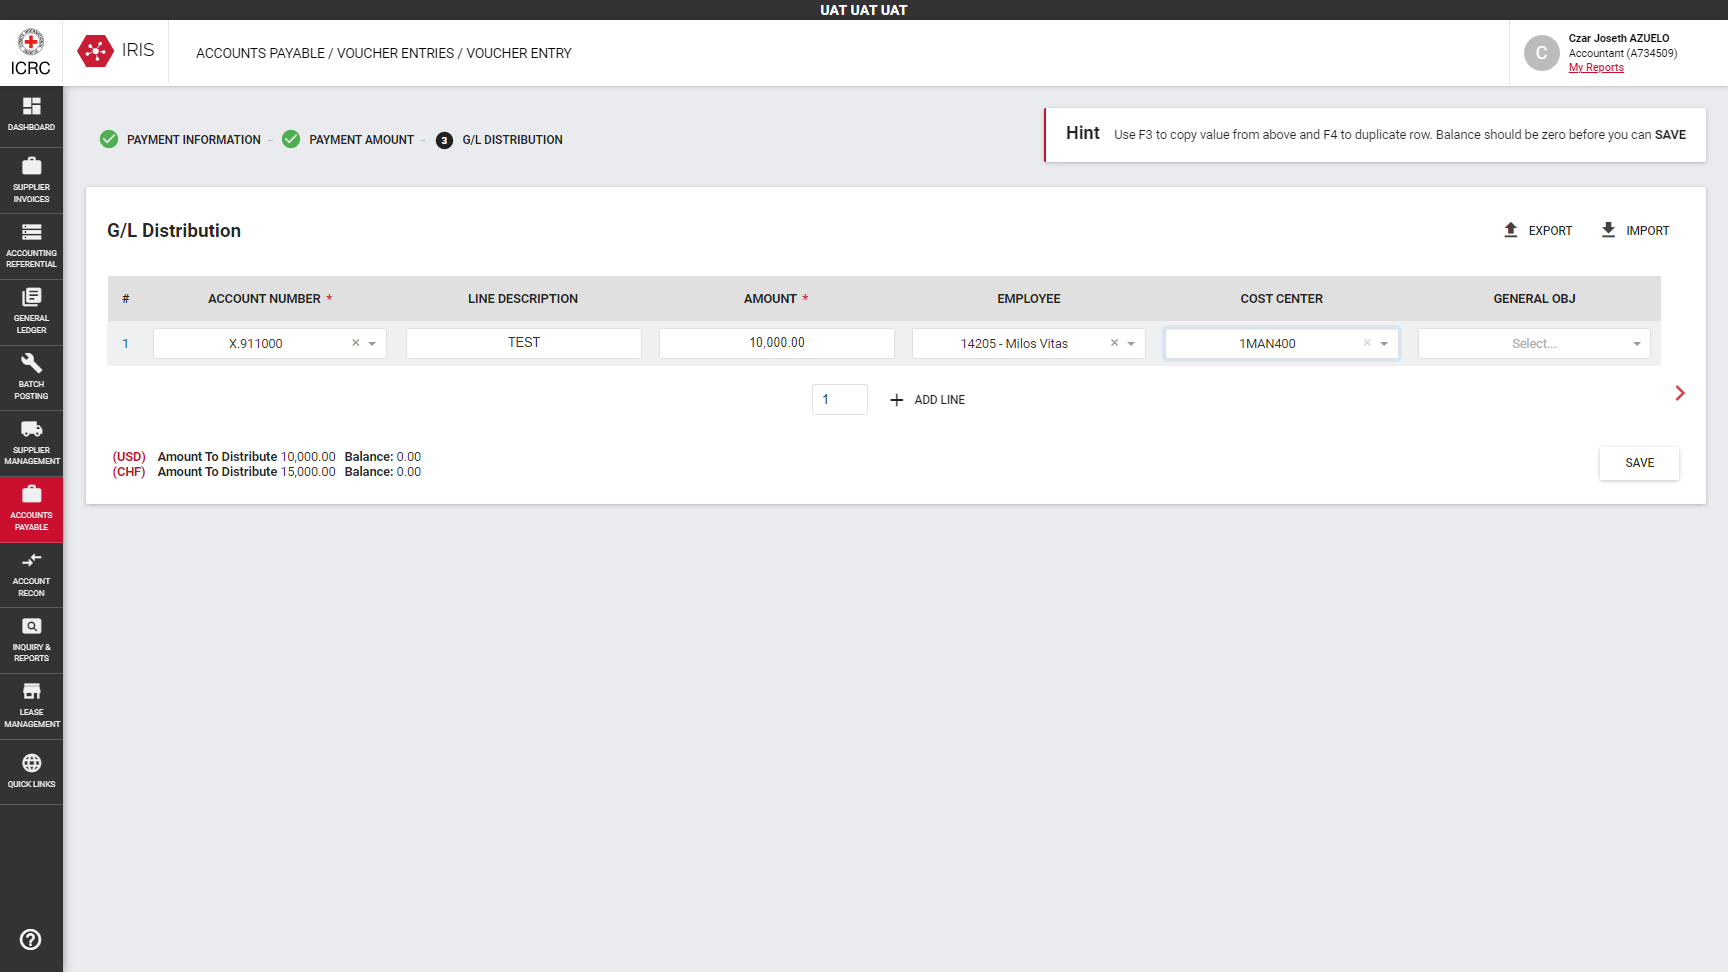 UAT UAT UAT
ICRC
IRIS
ACCOUNTS PAYABLE / VOUCHER ENTRIES / VOUCHER ENTRY
C
Czar Joseth AZUELO
Accountant (A734509)
My Reports
DASHBOARD
SUPPLIER
INVOICES
ACCOUNTING
REFERENTIAL
GENERAL
LEDGER
BATCH
POSTING
SUPPLIER
MANAGEMENT
ACCOUNTS
PAYABLE
ACCOUNT
RECON
INQUIRY &
REPORTS
LEASE
MANAGEMENT
QUICK LINKS
PAYMENT INFORMATION – PAYMENT AMOUNT – 3 G/L DISTRIBUTION
Hint Use F3 to copy value from above and F4 to duplicate row. Balance should be zero before you can SAVE
G/L Distribution
EXPORT IMPORT
# ACCOUNT NUMBER * LINE DESCRIPTION AMOUNT * EMPLOYEE COST CENTER GENERAL OBJ
1 X.911000 × TEST 10,000.00 14205 - Milos Vitas × 1MAN400 × Select...
1 + ADD LINE
(USD) Amount To Distribute 10,000.00 Balance: 0.00
(CHF) Amount To Distribute 15,000.00 Balance: 0.00
SAVE